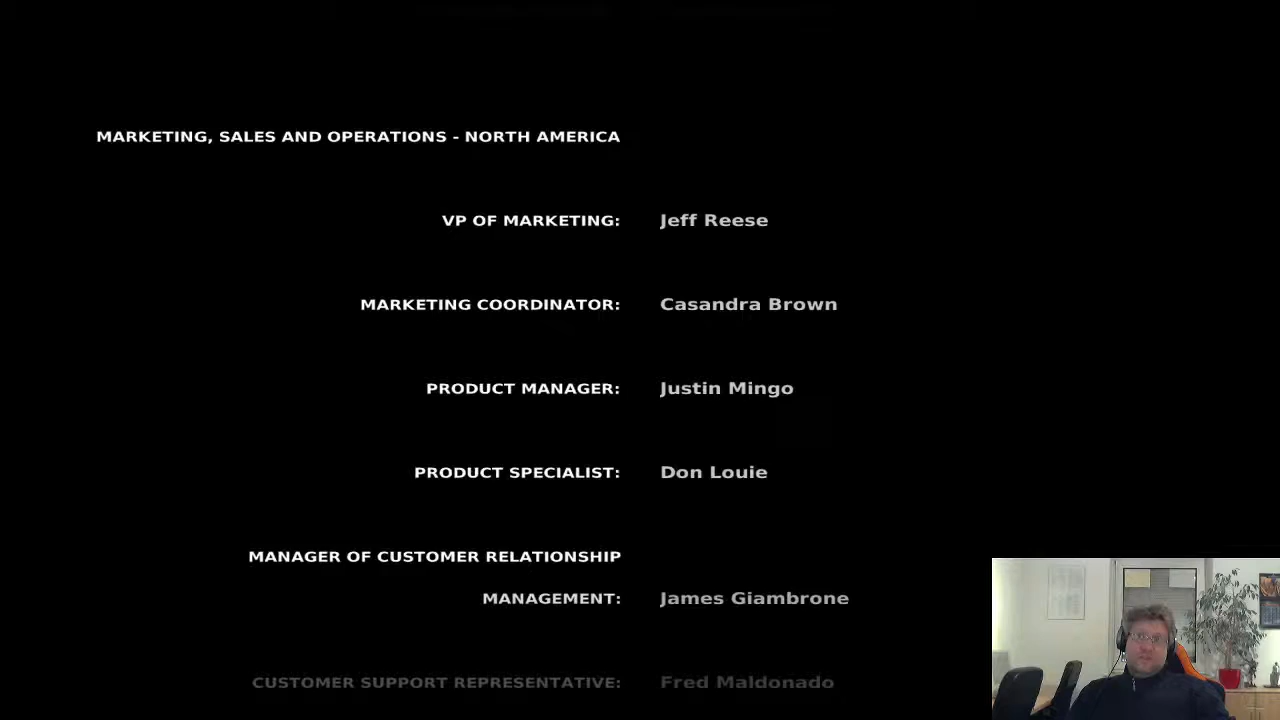 MARKETING, SALES AND OPERATIONS - NORTH AMERICA
VP OF MARKETING: Jeff Reese
MARKETING COORDINATOR: Casandra Brown
PRODUCT MANAGER: Justin Mingo
PRODUCT SPECIALIST: Don Louie
MANAGER OF CUSTOMER RELATIONSHIP
MANAGEMENT: James Giambrone
CUSTOMER SUPPORT REPRESENTATIVE: Fred Maldonado